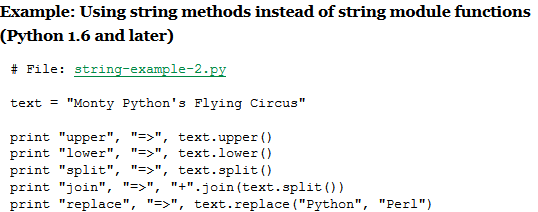 Example: Using string methods instead of string module functions
(Python 1.6 and later)
# File: string-example-2.py
text = "Monty Python's Flying Circus"
print "upper", "=>", text.upper()
print "lower", "=>", text.lower()
print "split", "=>", text.split()
print "join", "=>", "+".join(text.split())
print "replace", "=>", text.replace("Python", "Perl")